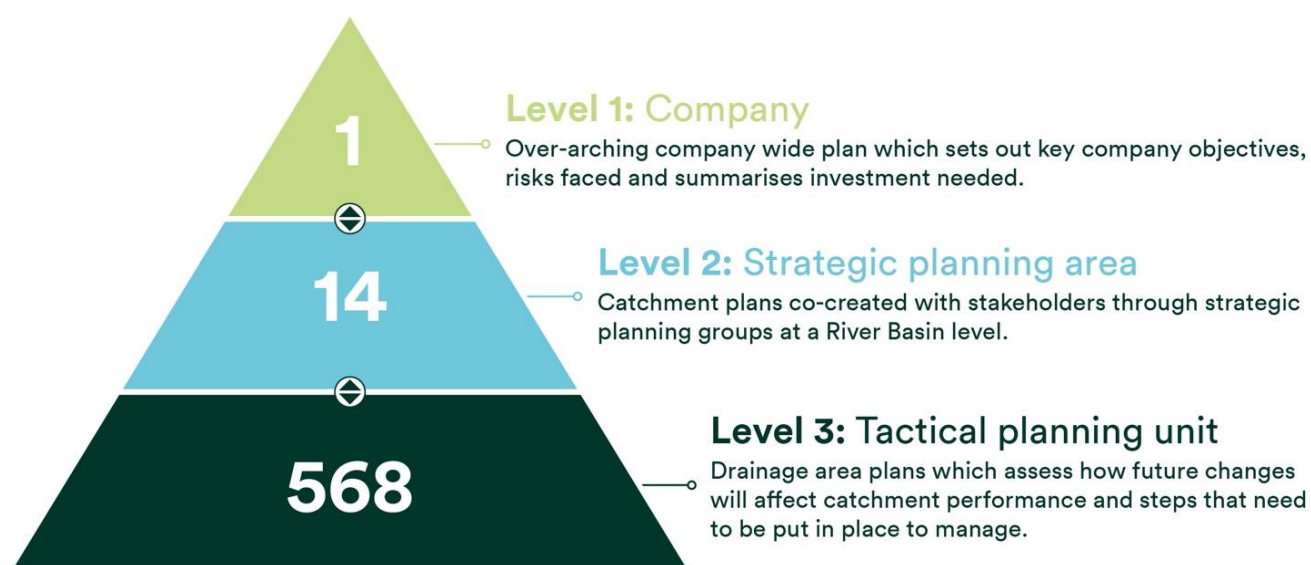 1
Level 1: Company
Over-arching company wide plan which sets out key company objectives,
risks faced and summarises investment needed.
14
Level 2: Strategic planning area
Catchment plans co-created with stakeholders through strategic
planning groups at a River Basin level.
568
Level 3: Tactical planning unit
Drainage area plans which assess how future changes
will affect catchment performance and steps that need
to be put in place to manage.